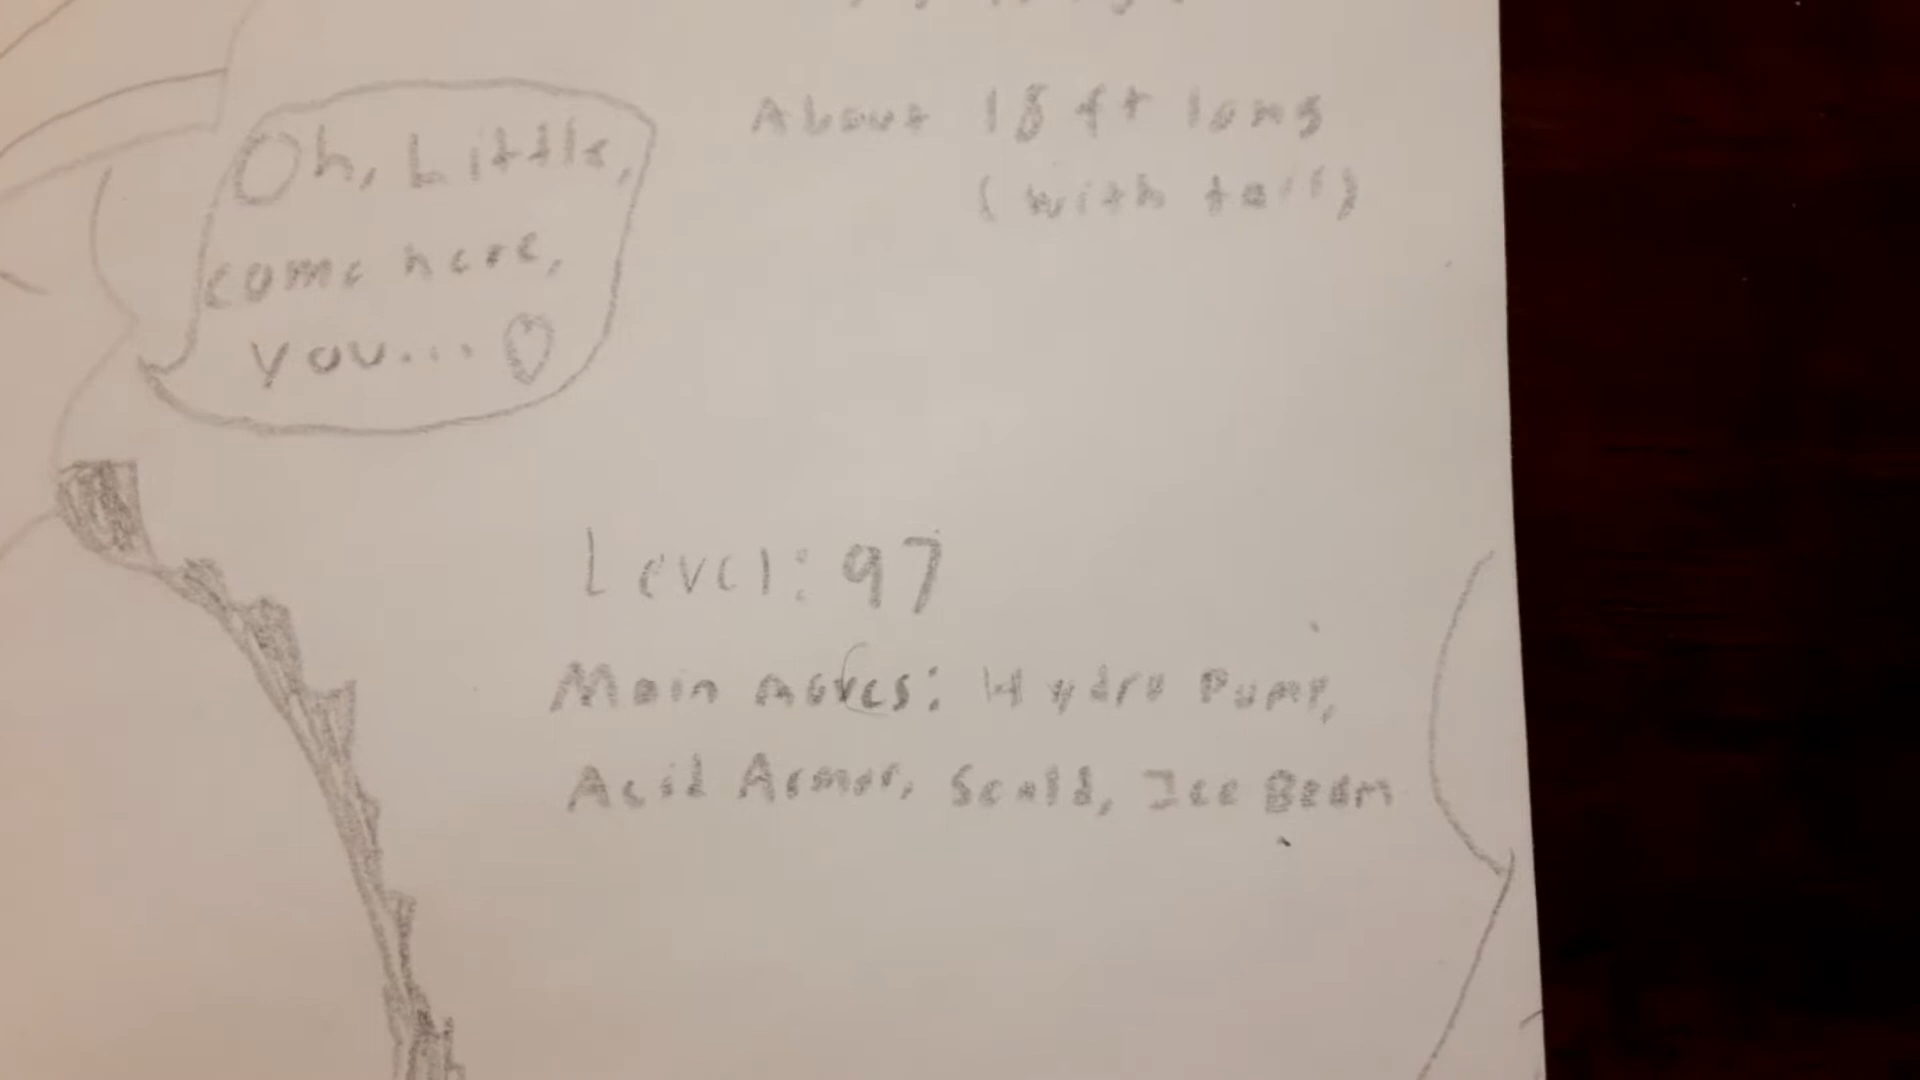 Oh, Little,
come here,
you... ♡
About 18 ft long
(with tail)
Level: 97
Main moves: Hydro Pump,
Acid Armor, Scald, Ice Beam